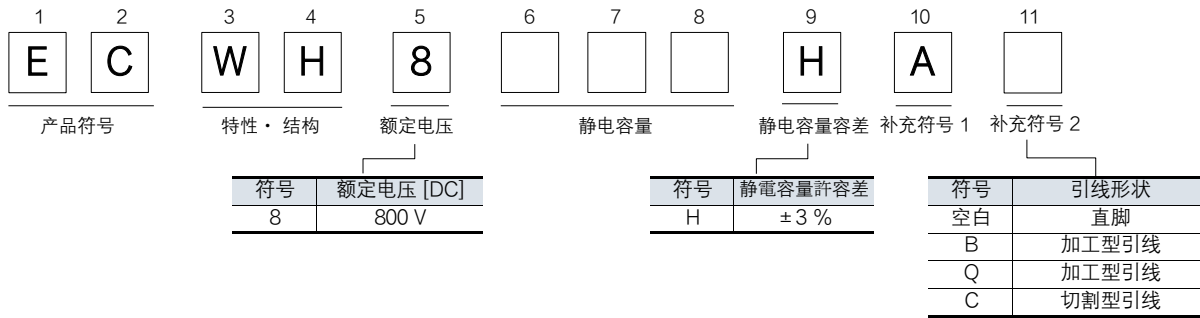 1 2 3 4 5 6 7 8 9 10 11
E C W H 8 H A
产品符号 特性・ 结构 额定电压 静电容量 静电容量容差 补充符号 1 补充符号 2
符号 额定电压 [DC]
8 800 V
符号 静電容量許容差
H ±3 %
符号 引线形状
空白 直脚
B 加工型引线
Q 加工型引线
C 切割型引线